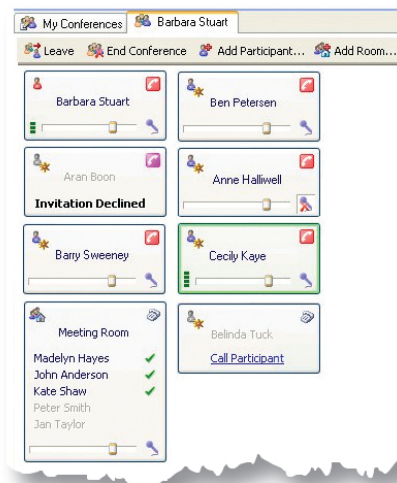 My Conferences Barbara Stuart
Leave End Conference Add Participant... Add Room...
Barbara Stuart
Ben Petersen
Aran Boon
Invitation Declined
Anne Halliwell
Barry Sweeney
Cecily Kaye
Meeting Room
Madelyn Hayes
John Anderson
Kate Shaw
Peter Smith
Jan Taylor
Belinda Tuck
Call Participant